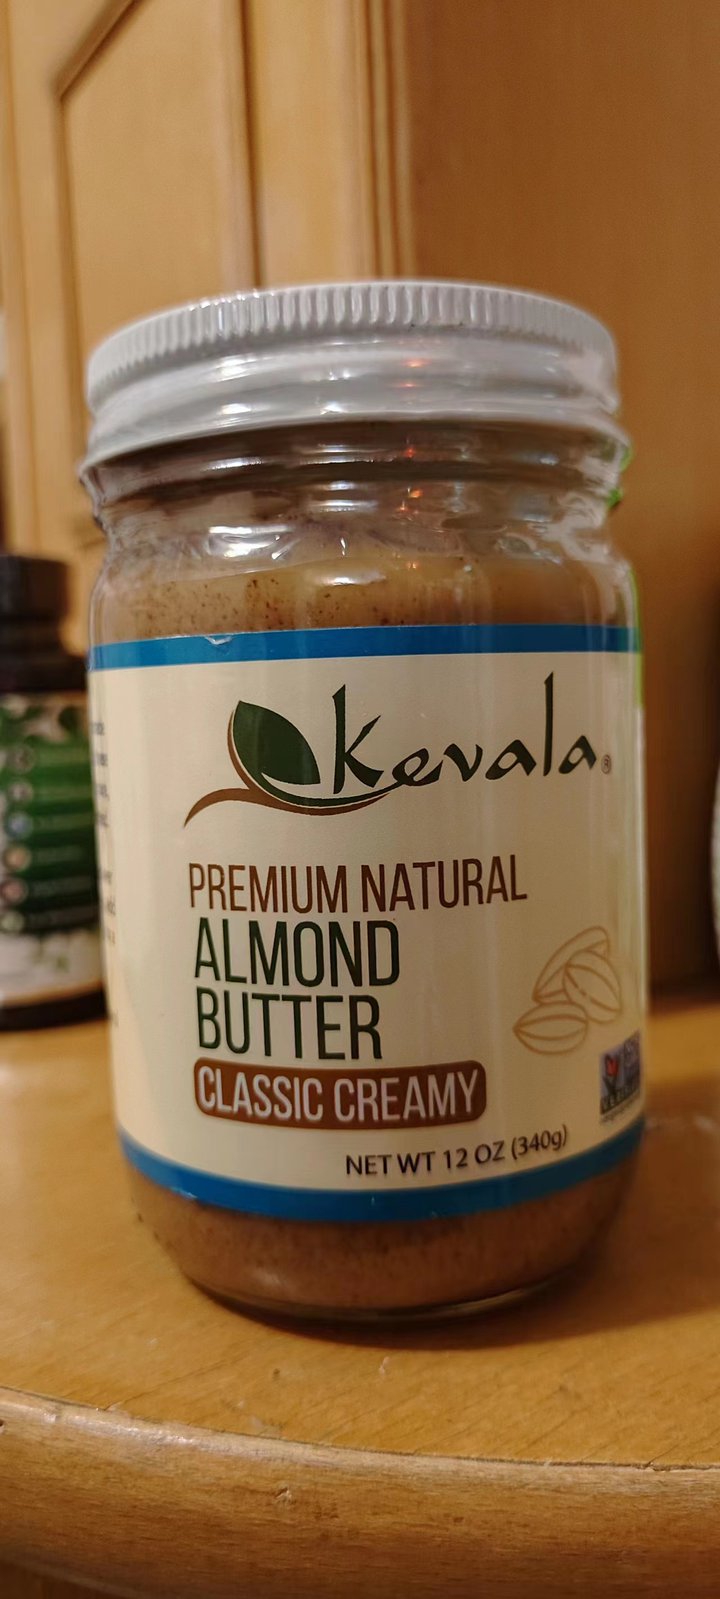 Kevala®
PREMIUM NATURAL
ALMOND
BUTTER
CLASSIC CREAMY
NET WT 12 OZ (340g)